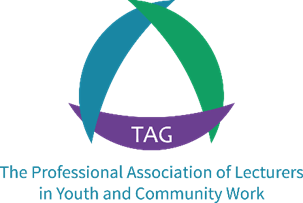 TAG
The Professional Association of Lecturers
in Youth and Community Work